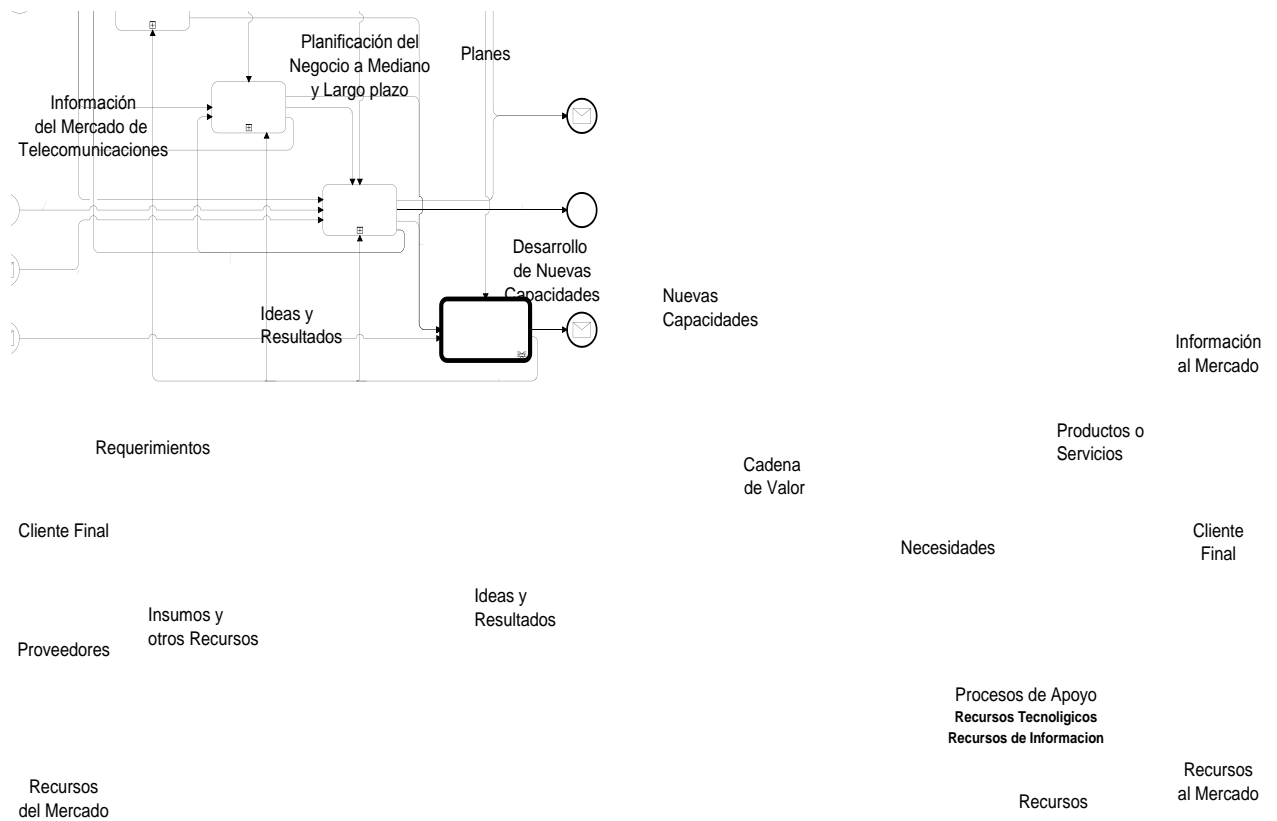 Planificación del
Negocio a Mediano
y Largo plazo
Planes
Información
del Mercado de
Telecomunicaciones
Desarrollo
de Nuevas
Capacidades
Ideas y
Resultados
Nuevas
Capacidades
Información
al Mercado
Requerimientos
Productos o
Servicios
Cadena
de Valor
Cliente Final
Necesidades
Cliente
Final
Ideas y
Resultados
Insumos y
otros Recursos
Proveedores
Procesos de Apoyo
Recursos Tecnoligicos
Recursos de Informacion
Recursos
del Mercado
Recursos
al Mercado
Recursos